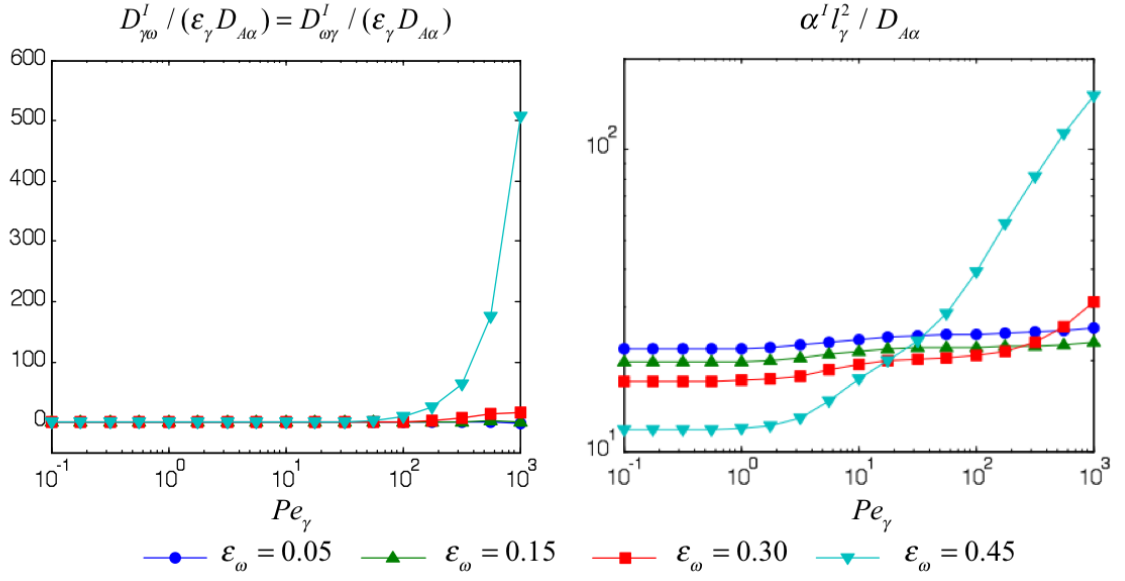 D^I_γω / (ε_γ D_Aα) = D^I_ωγ / (ε_γ D_Aα)
α^I l_γ^2 / D_Aα
600
500
400
300
200
100
0
10^-1
10^0
10^1
10^2
10^3
Pe_γ
10^2
10^1
10^-1
10^0
10^1
10^2
10^3
Pe_γ
ε_ω = 0.05
ε_ω = 0.15
ε_ω = 0.30
ε_ω = 0.45